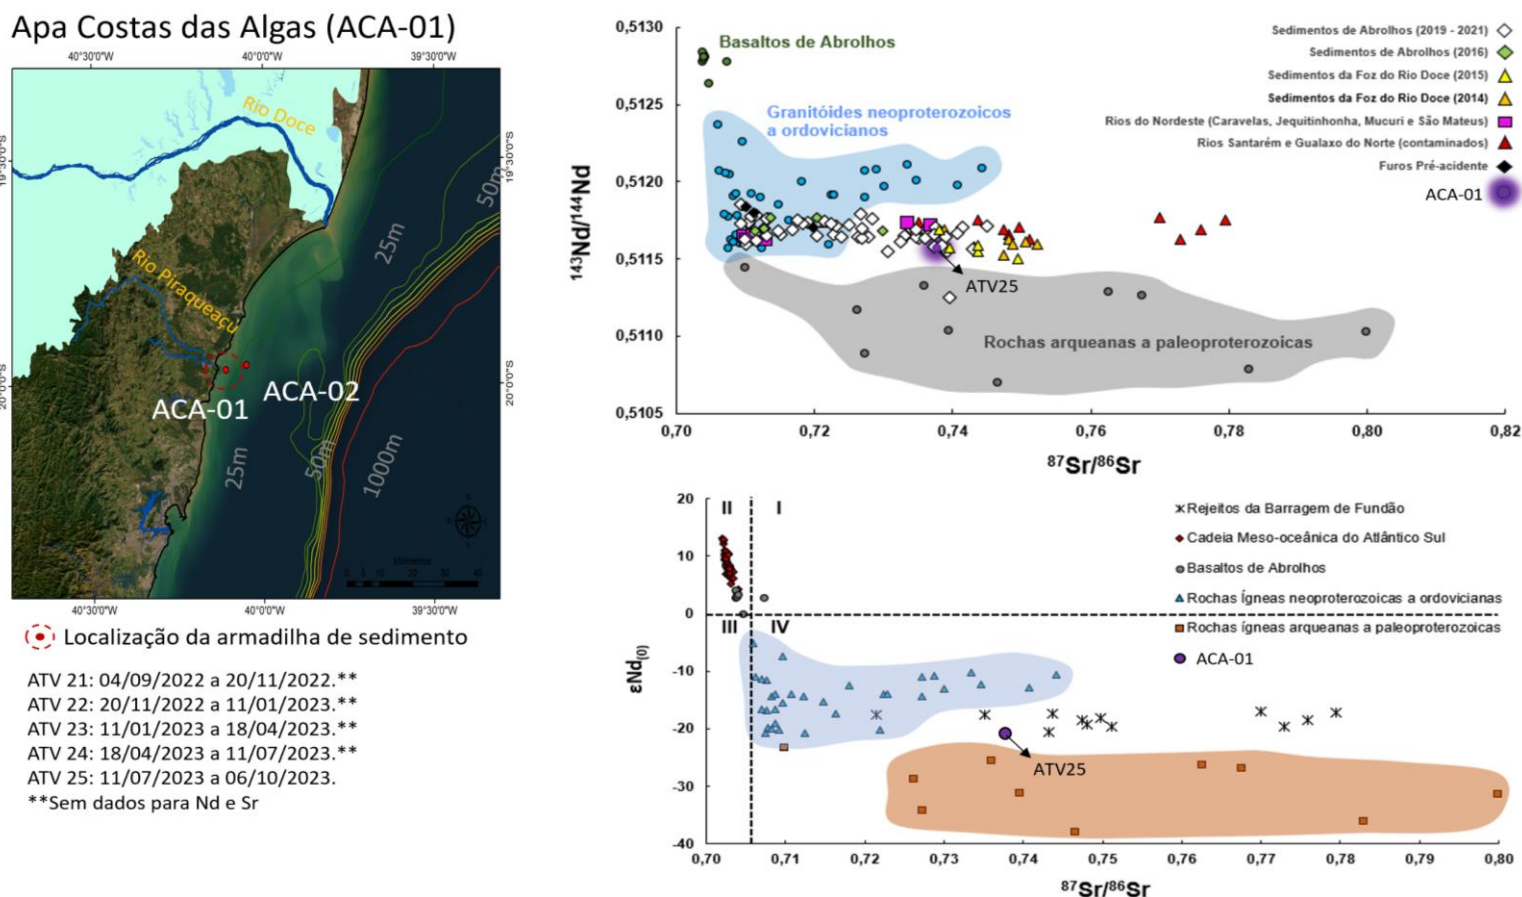 Apa Costas das Algas (ACA-01)
40°30'0"W
40°0'0"W
39°30'0"W
19°30'0"S
19°30'0"S
Rio Doce
50m
25m
Rio Piraqueaçu
20°0'0"S
20°0'0"S
ACA-02
ACA-01
25m
50m
1000m
40°30'0"W
40°0'0"W
39°30'0"W
Localização da armadilha de sedimento
ATV 21: 04/09/2022 a 20/11/2022.**
ATV 22: 20/11/2022 a 11/01/2023.**
ATV 23: 11/01/2023 a 18/04/2023.**
ATV 24: 18/04/2023 a 11/07/2023.**
ATV 25: 11/07/2023 a 06/10/2023.
**Sem dados para Nd e Sr
0,5130
0,5125
0,5120
0,5115
0,5110
0,5105
143Nd/144Nd
Basaltos de Abrolhos
Granitóides neoproterozoicos
a ordovicianos
Sedimentos de Abrolhos (2019 - 2021)
Sedimentos de Abrolhos (2016)
Sedimentos da Foz do Rio Doce (2015)
Sedimentos da Foz do Rio Doce (2014)
Rios do Nordeste (Caravelas, Jequitinhonha, Mucuri e São Mateus)
Rios Santarém e Gualaxo do Norte (contaminados)
Furos Pré-acidente
ACA-01
ATV25
Rochas arqueanas a paleoproterozoicas
0,70
0,72
0,74
0,76
0,78
0,80
0,82
87Sr/86Sr
20
10
0
-10
-20
-30
-40
εNd(0)
II
I
III
IV
Rejeitos da Barragem de Fundão
Cadeia Meso-oceânica do Atlântico Sul
Basaltos de Abrolhos
Rochas Ígneas neoproterozoicas a ordovicianas
Rochas ígneas arqueanas a paleoproterozoicas
ACA-01
ATV25
0,70
0,71
0,72
0,73
0,74
0,75
0,76
0,77
0,78
0,79
0,80
87Sr/86Sr